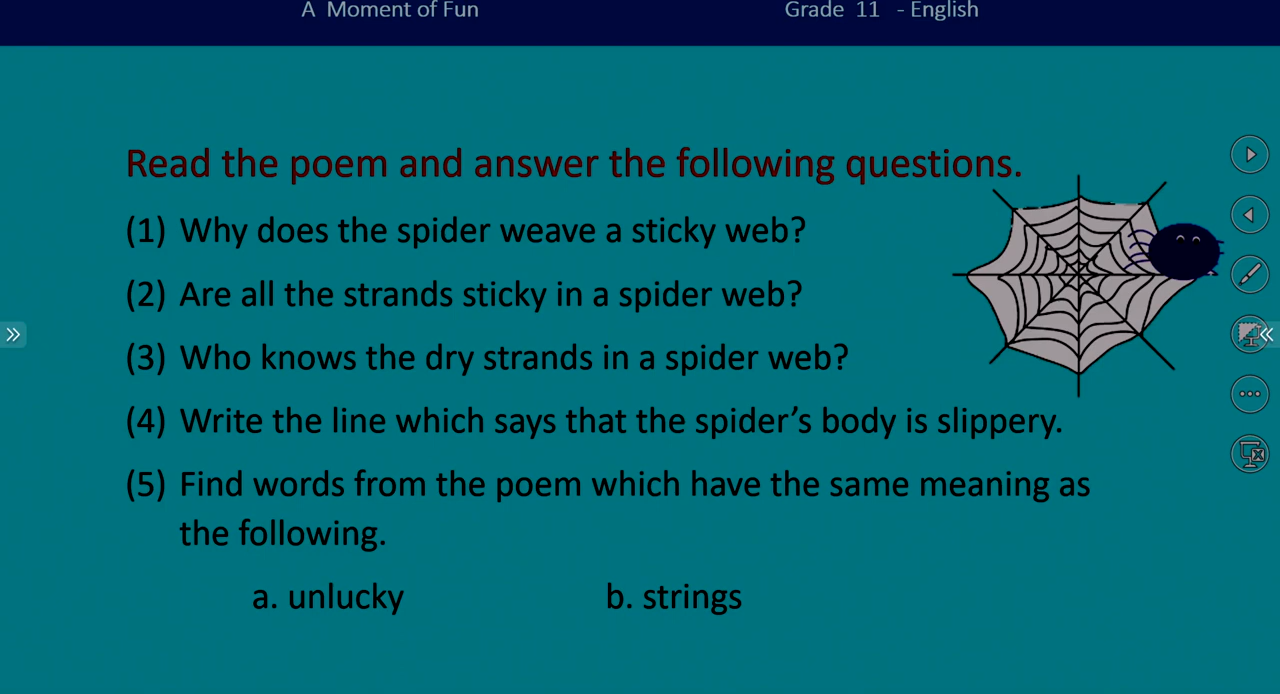 A Moment of Fun Grade 11 - English
Read the poem and answer the following questions.
(1) Why does the spider weave a sticky web?
(2) Are all the strands sticky in a spider web?
(3) Who knows the dry strands in a spider web?
(4) Write the line which says that the spider’s body is slippery.
(5) Find words from the poem which have the same meaning as
the following.
a. unlucky b. strings